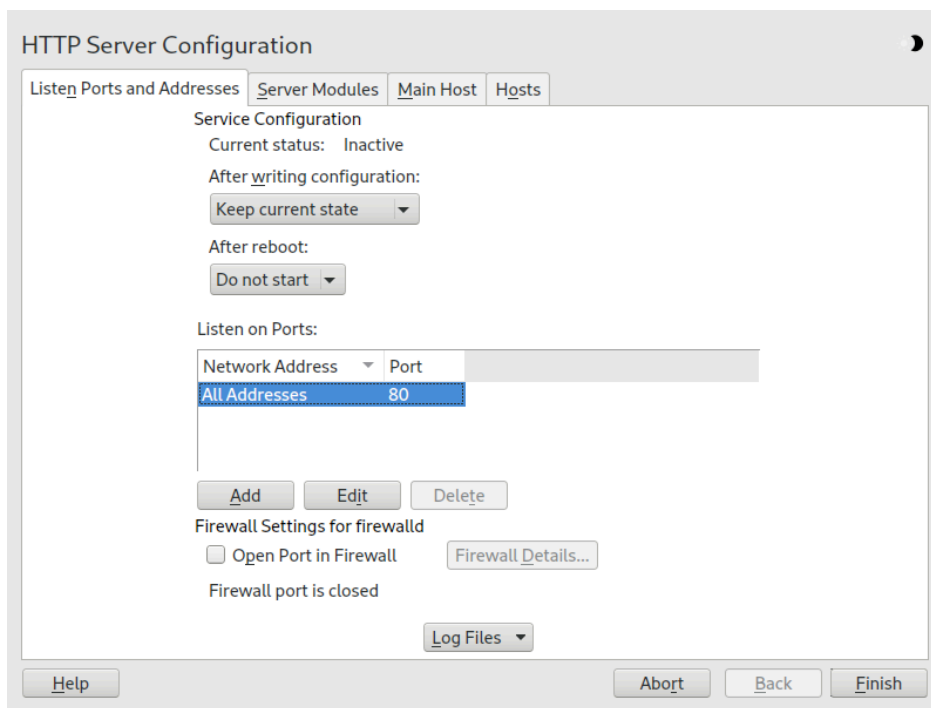 HTTP Server Configuration
Listen Ports and Addresses Server Modules Main Host Hosts
Service Configuration
Current status: Inactive
After writing configuration:
Keep current state
After reboot:
Do not start
Listen on Ports:
Network Address Port
All Addresses 80
Add Edit Delete
Firewall Settings for firewalld
Open Port in Firewall Firewall Details...
Firewall port is closed
Log Files
Help Abort Back Finish